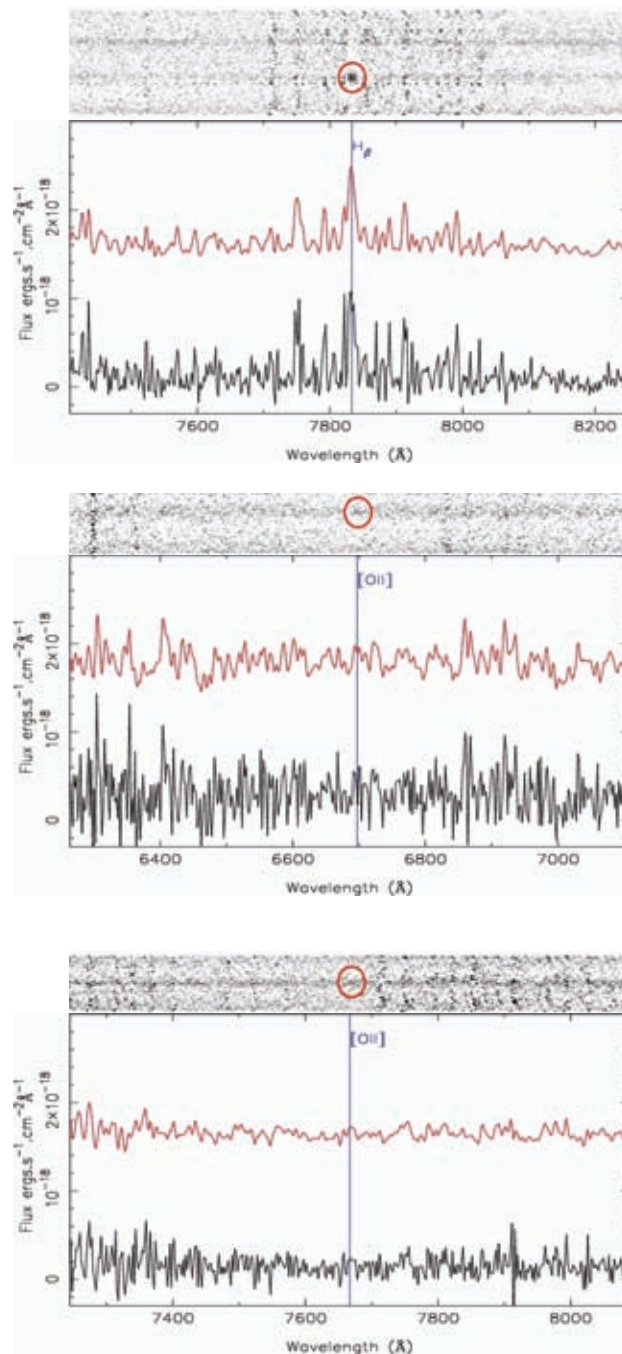 Hβ
Flux ergs.s⁻¹.cm⁻²Å⁻¹
2×10⁻¹⁸
10⁻¹⁸
0
7600 7800 8000 8200
Wavelength (Å)
[OII]
Flux ergs.s⁻¹.cm⁻²Å⁻¹
2×10⁻¹⁸
10⁻¹⁸
0
6400 6600 6800 7000
Wavelength (Å)
[OII]
Flux ergs.s⁻¹.cm⁻²Å⁻¹
2×10⁻¹⁸
10⁻¹⁸
0
7400 7600 7800 8000
Wavelength (Å)